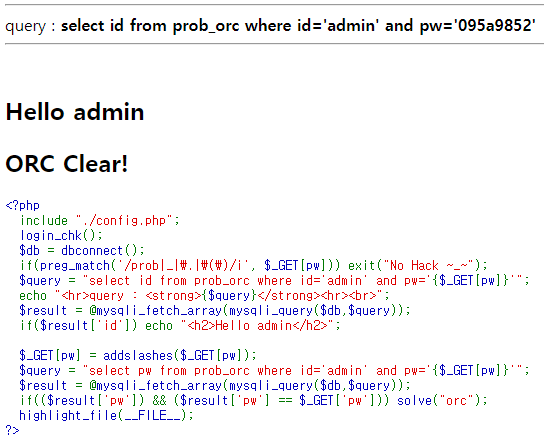 query : select id from prob_orc where id='admin' and pw='095a9852'
Hello admin
ORC Clear!
<?php
  include "./config.php";
  login_chk();
  $db = dbconnect();
  if(preg_match('/prob|_|₩.|₩(₩)/i', $_GET[pw])) exit("No Hack ~_~");
  $query = "select id from prob_orc where id='admin' and pw='{$_GET[pw]}'";
  echo "<hr>query : <strong>{$query}</strong><hr><br>";
  $result = @mysqli_fetch_array(mysqli_query($db,$query));
  if($result['id']) echo "<h2>Hello admin</h2>";
  $_GET[pw] = addslashes($_GET[pw]);
  $query = "select pw from prob_orc where id='admin' and pw='{$_GET[pw]}'";
  $result = @mysqli_fetch_array(mysqli_query($db,$query));
  if(($result['pw']) && ($result['pw'] == $_GET['pw'])) solve("orc");
  highlight_file(__FILE__);
?>